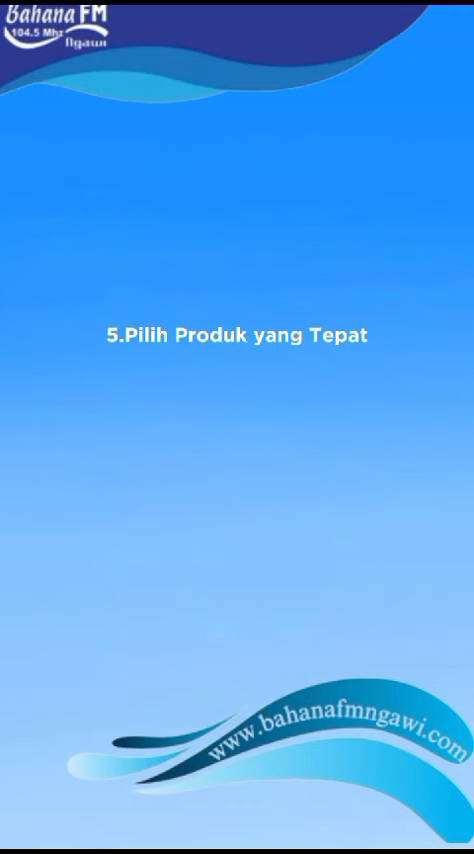 Bahana FM
104.5 Mhz
Ngawi
5.Pilih Produk yang Tepat
www.bahanafmngawi.com